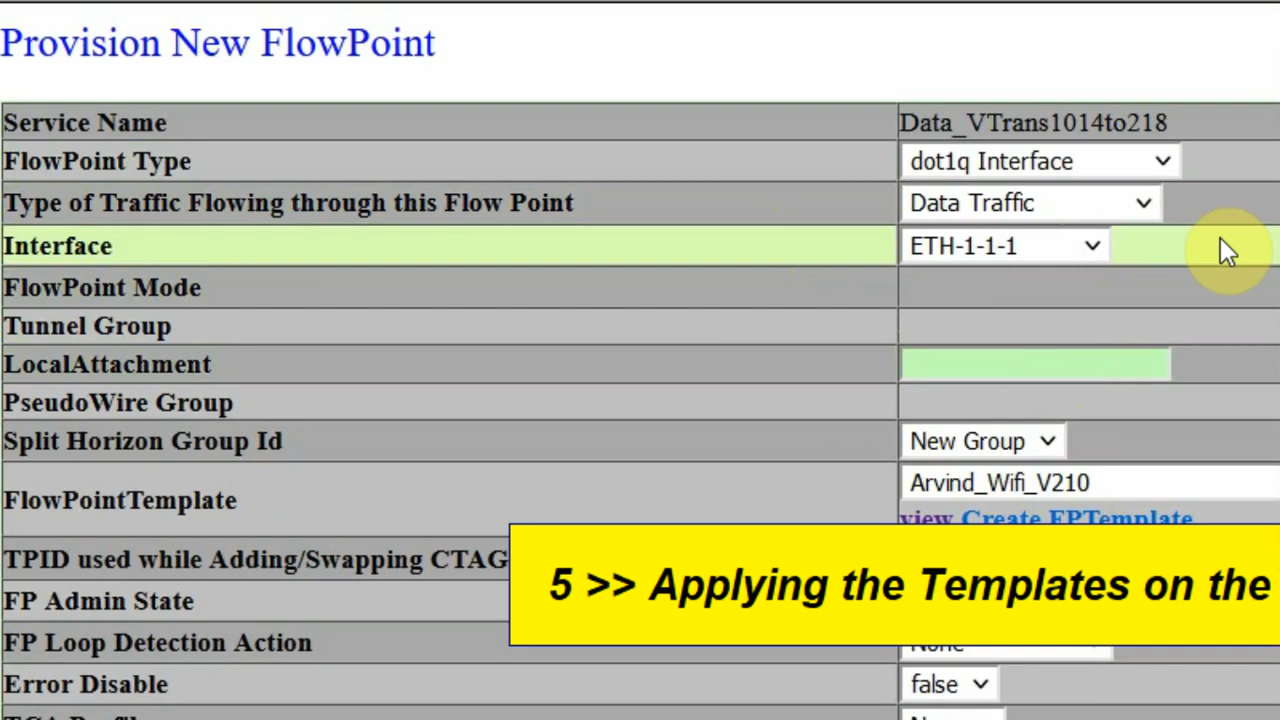 Provision New FlowPoint
Service Name Data_VTrans1014to218
FlowPoint Type dot1q Interface
Type of Traffic Flowing through this Flow Point Data Traffic
Interface ETH-1-1-1
FlowPoint Mode
Tunnel Group
LocalAttachment
PseudoWire Group
Split Horizon Group Id New Group
FlowPointTemplate Arvind_Wifi_V210
view Create FPTemplate
TPID used while Adding/Swapping CTAG
5 >> Applying the Templates on the
FP Admin State
FP Loop Detection Action None
Error Disable false